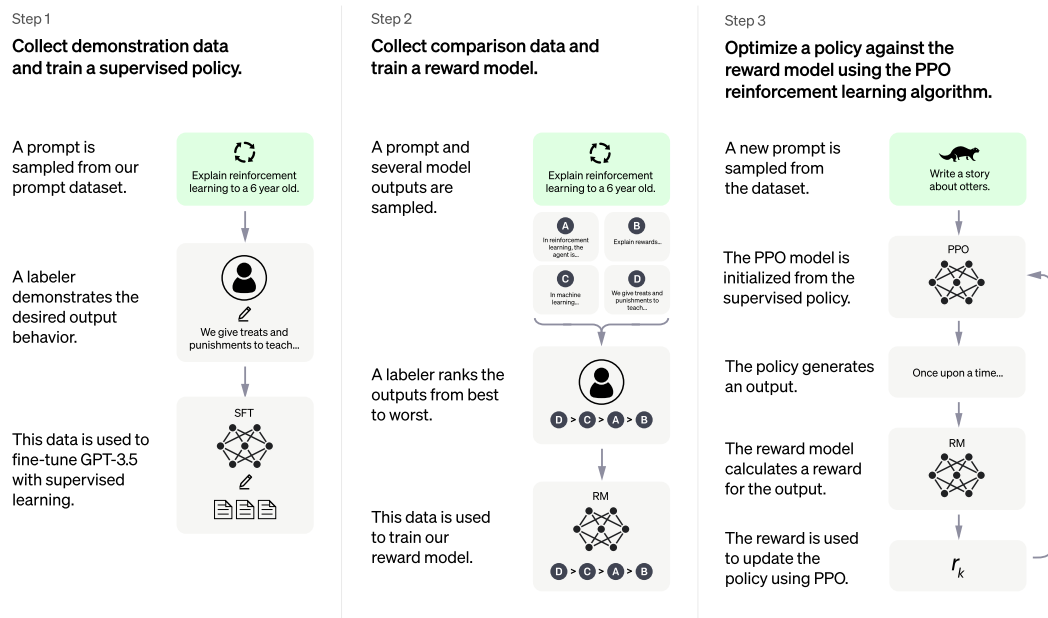 Step 1
Collect demonstration data
and train a supervised policy.
A prompt is
sampled from our
prompt dataset.
Explain reinforcement
learning to a 6 year old.
A labeler
demonstrates the
desired output
behavior.
We give treats and
punishments to teach...
This data is used to
fine-tune GPT-3.5
with supervised
learning.
SFT
Step 2
Collect comparison data and
train a reward model.
A prompt and
several model
outputs are
sampled.
Explain reinforcement
learning to a 6 year old.
A
In reinforcement
learning, the
agent is...
B
Explain rewards...
C
In machine
learning...
D
We give treats and
punishments to
teach...
A labeler ranks the
outputs from best
to worst.
D > C > A > B
This data is used
to train our
reward model.
RM
D > C > A > B
Step 3
Optimize a policy against the
reward model using the PPO
reinforcement learning algorithm.
A new prompt is
sampled from
the dataset.
Write a story
about otters.
The PPO model is
initialized from the
supervised policy.
PPO
The policy generates
an output.
Once upon a time...
The reward model
calculates a reward
for the output.
RM
The reward is used
to update the
policy using PPO.
rk